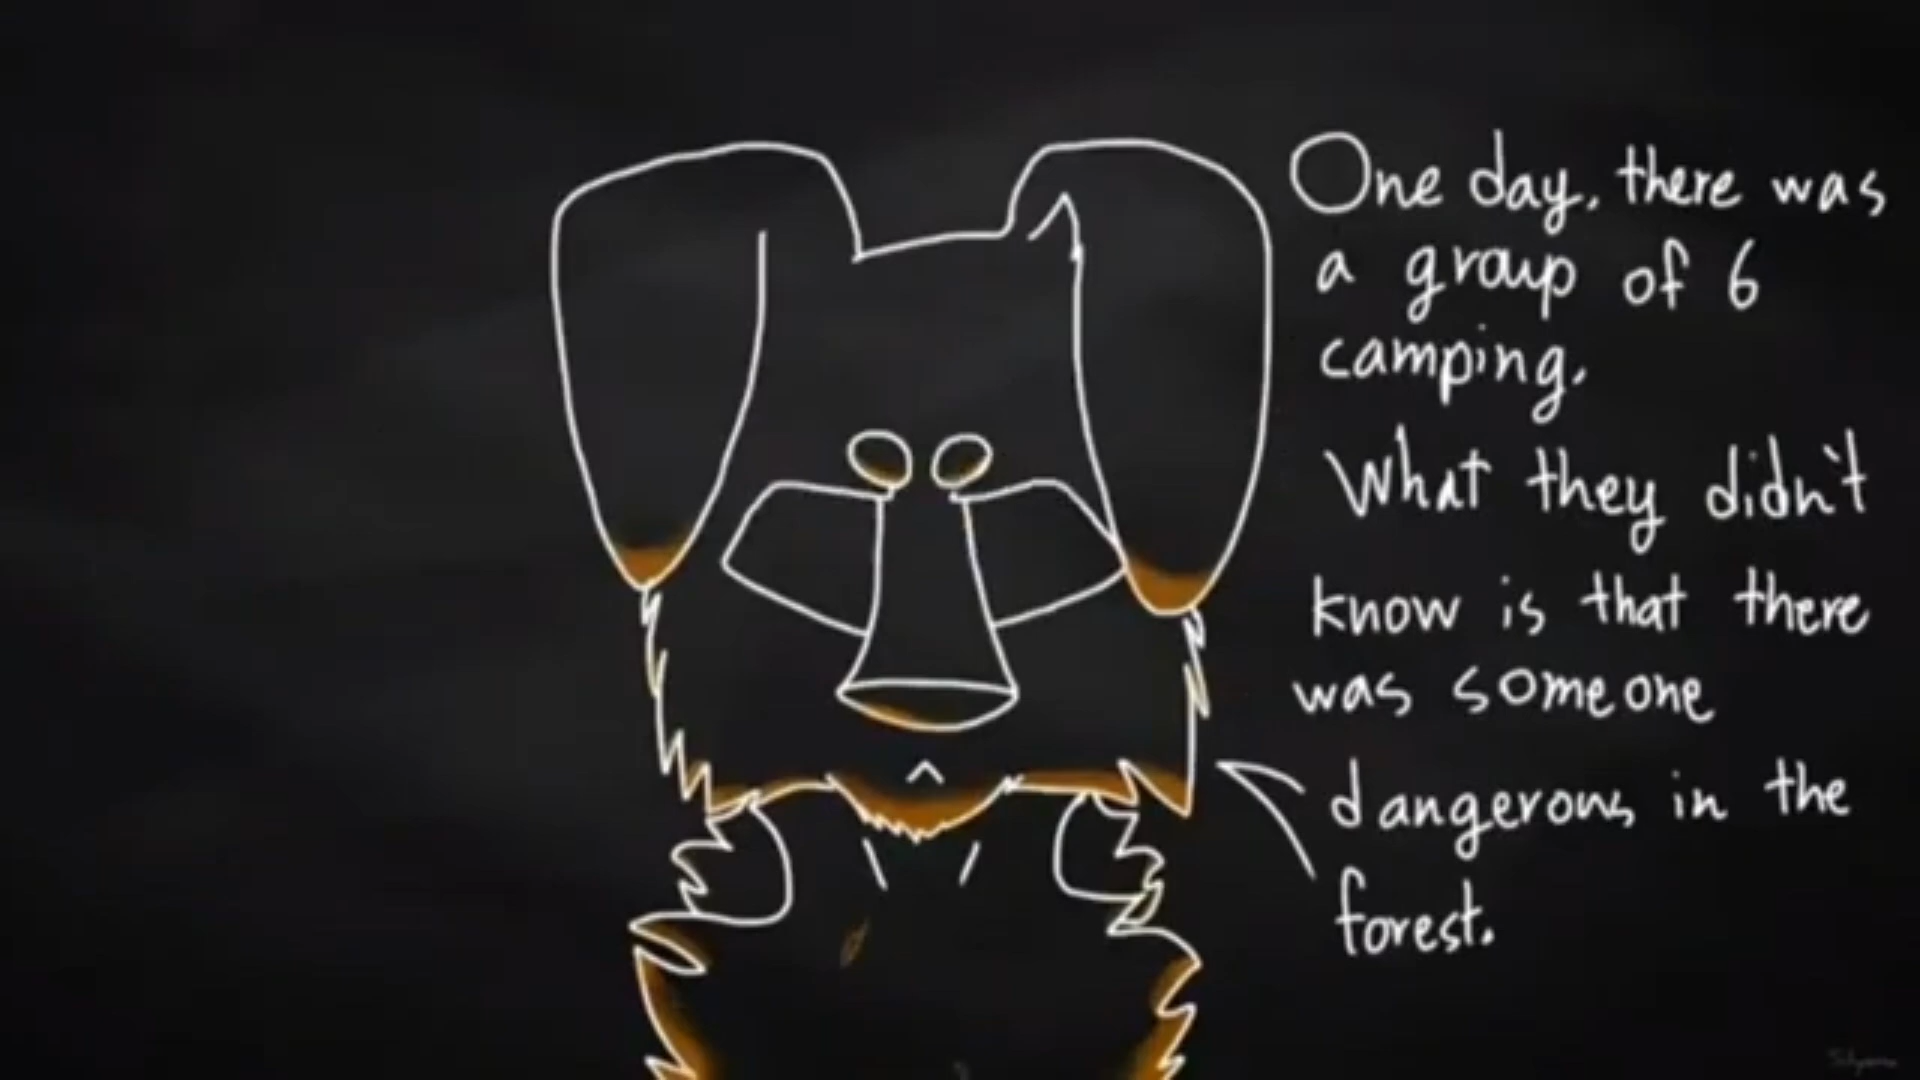 One day, there was
a group of 6
camping.
What they didn't
know is that there
was someone
dangerous in the
forest.